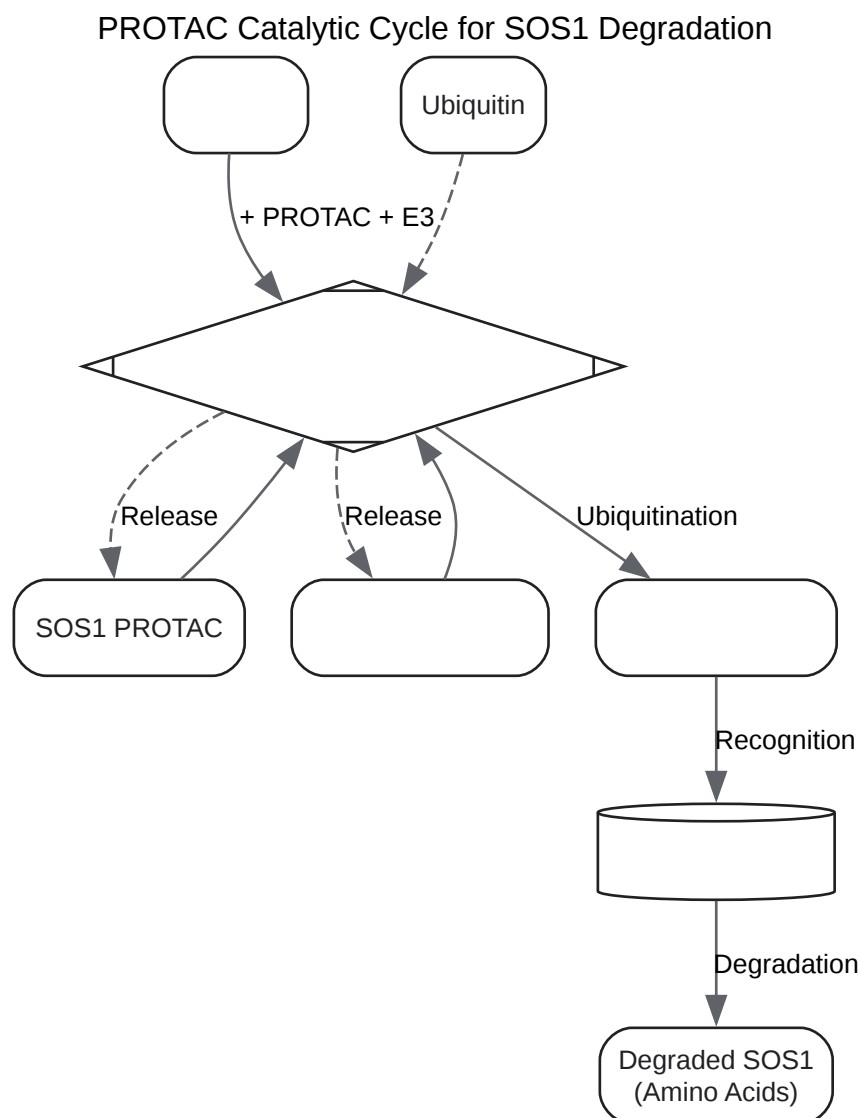 PROTAC Catalytic Cycle for SOS1 Degradation
Ubiquitin
+ PROTAC + E3
Release
Release
Ubiquitination
SOS1 PROTAC
Recognition
Degradation
Degraded SOS1
(Amino Acids)